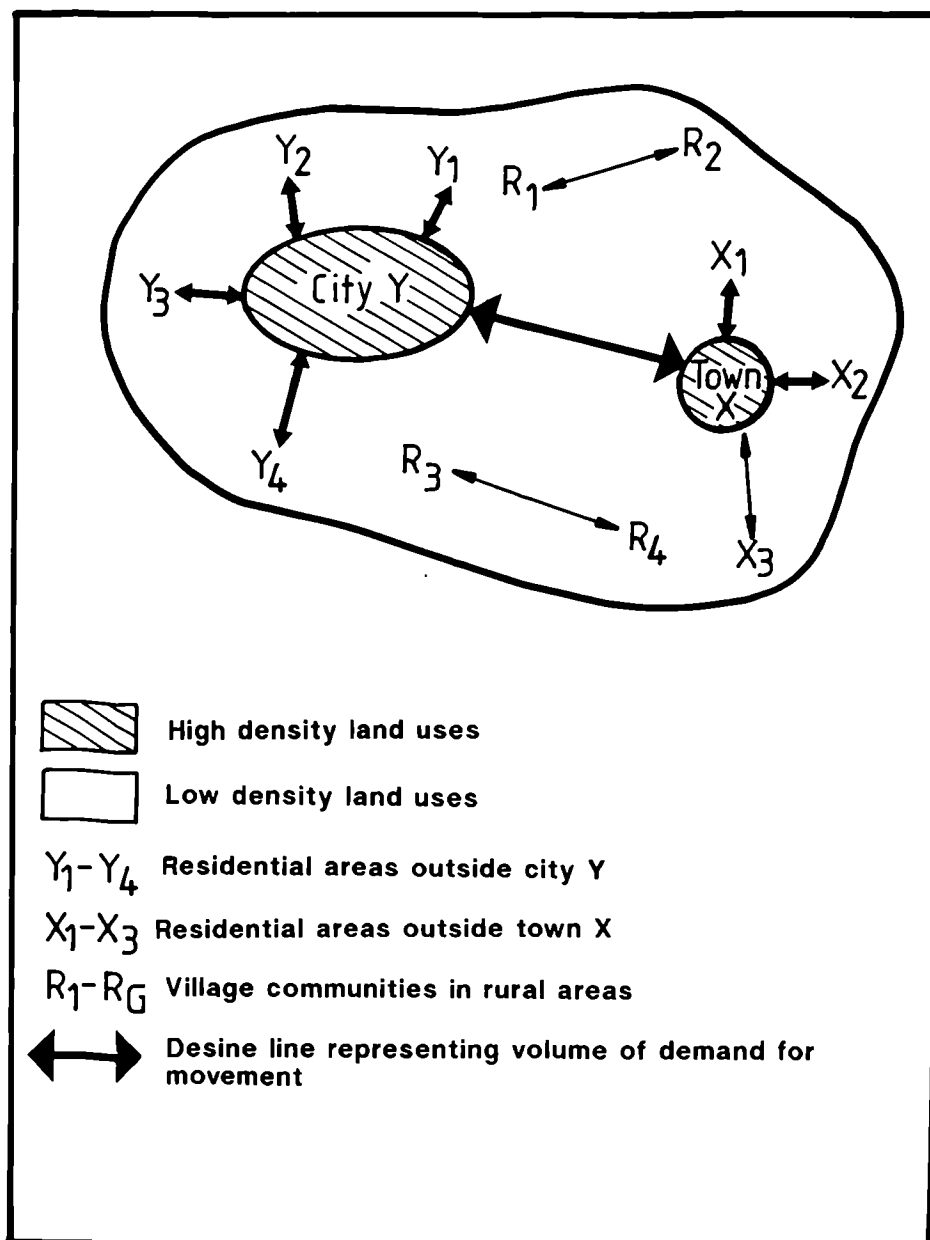 Y2
Y1
R1
R2
City Y
Y3
X1
Town
X
X2
Y4
R3
R4
X3
High density land uses
Low density land uses
Y1-Y4 Residential areas outside city Y
X1-X3 Residential areas outside town X
R1-RG Village communities in rural areas
Desine line representing volume of demand for
movement